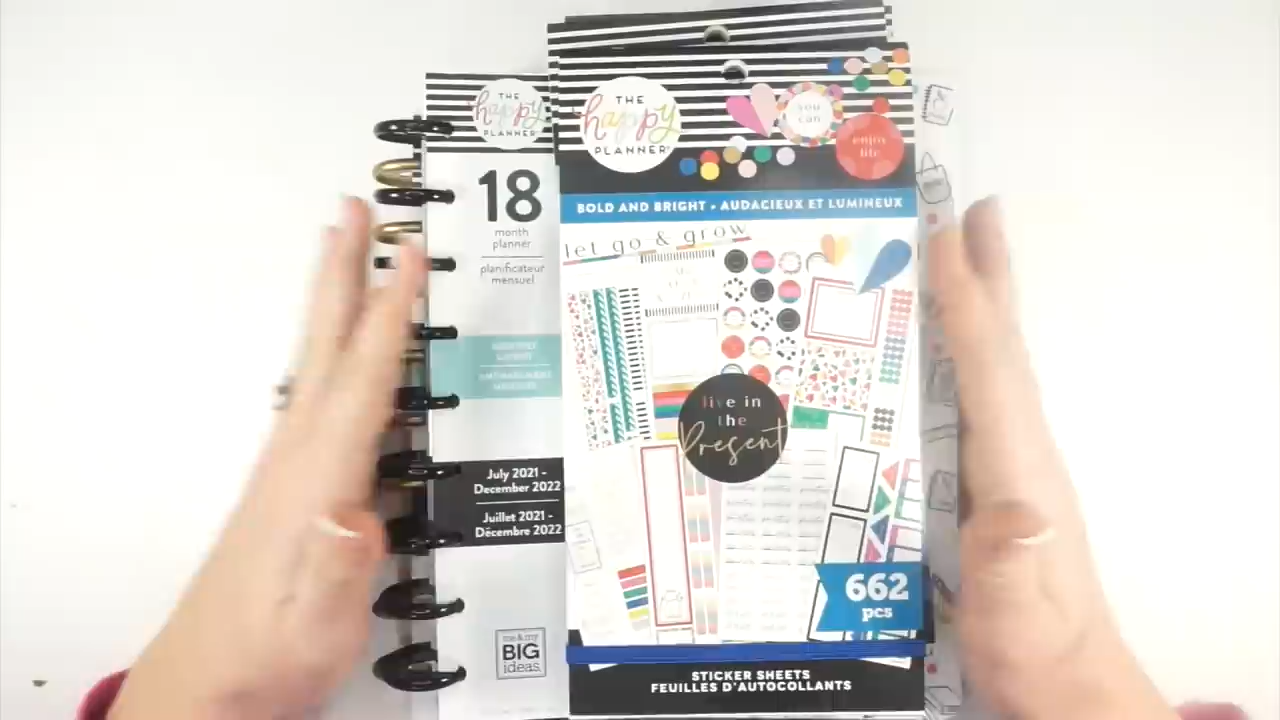 THE
happy
PLANNER
18
month
planner
planificateur
mensuel
July 2021 -
December 2022
Juillet 2021 -
Décembre 2022
me & my
BIG
ideas
THE
happy
PLANNER
you
can
enjoy
life
BOLD AND BRIGHT • AUDACIEUX ET LUMINEUX
let go & grow
live in
the
Present
662
pcs
STICKER SHEETS
FEUILLES D'AUTOCOLLANTS